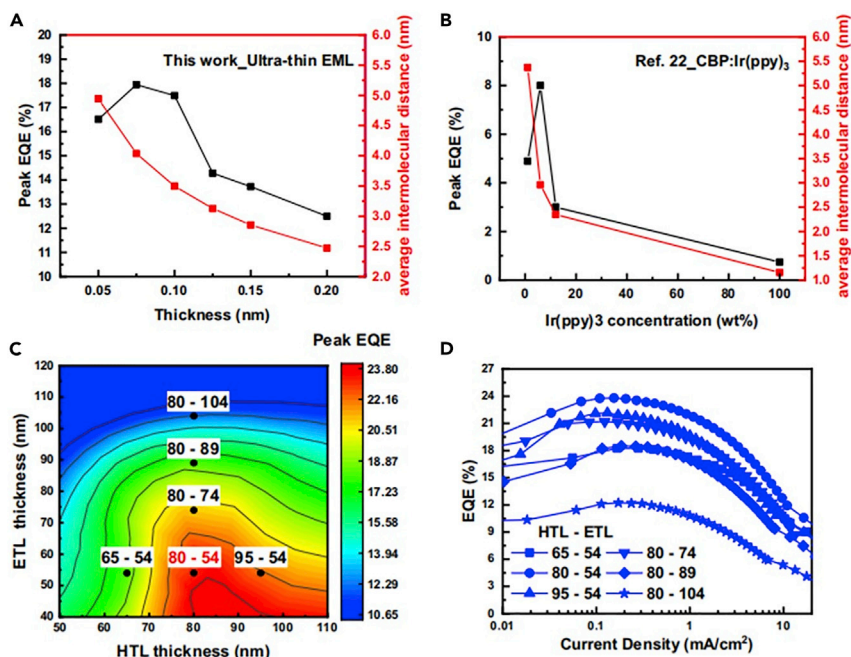 A
This work_Ultra-thin EML
Peak EQE (%)
20
19
18
17
16
15
14
13
12
11
10
0.05
0.10
0.15
0.20
Thickness (nm)
6.0
5.5
5.0
4.5
4.0
3.5
3.0
2.5
2.0
average intermolecular distance (nm)
B
Ref. 22_CBP:Ir(ppy)₃
Peak EQE (%)
10
8
6
4
2
0
0
20
40
60
80
100
Ir(ppy)3 concentration (wt%)
6.0
5.5
5.0
4.5
4.0
3.5
3.0
2.5
2.0
1.5
1.0
average intermolecular distance (nm)
C
Peak EQE
ETL thickness (nm)
120
110
100
90
80
70
60
50
40
80 - 104
80 - 89
80 - 74
65 - 54
80 - 54
95 - 54
50
60
70
80
90
100
110
HTL thickness (nm)
23.80
22.16
20.51
18.87
17.23
15.58
13.94
12.29
10.65
D
EQE (%)
27
24
21
18
15
12
9
6
3
0
HTL - ETL
65 - 54
80 - 74
80 - 54
80 - 89
95 - 54
80 - 104
0.01
0.1
1
10
Current Density (mA/cm²)